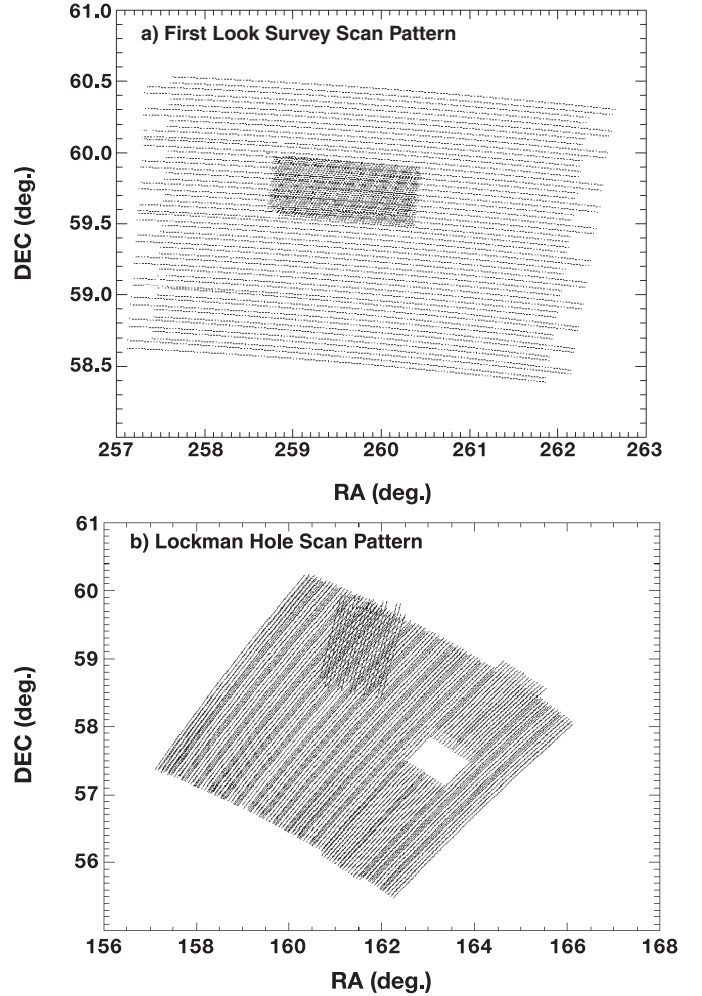 a) First Look Survey Scan Pattern
61.0
60.5
60.0
59.5
59.0
58.5
DEC (deg.)
257 258 259 260 261 262 263
RA (deg.)
b) Lockman Hole Scan Pattern
61
60
59
58
57
56
DEC (deg.)
156 158 160 162 164 166 168
RA (deg.)